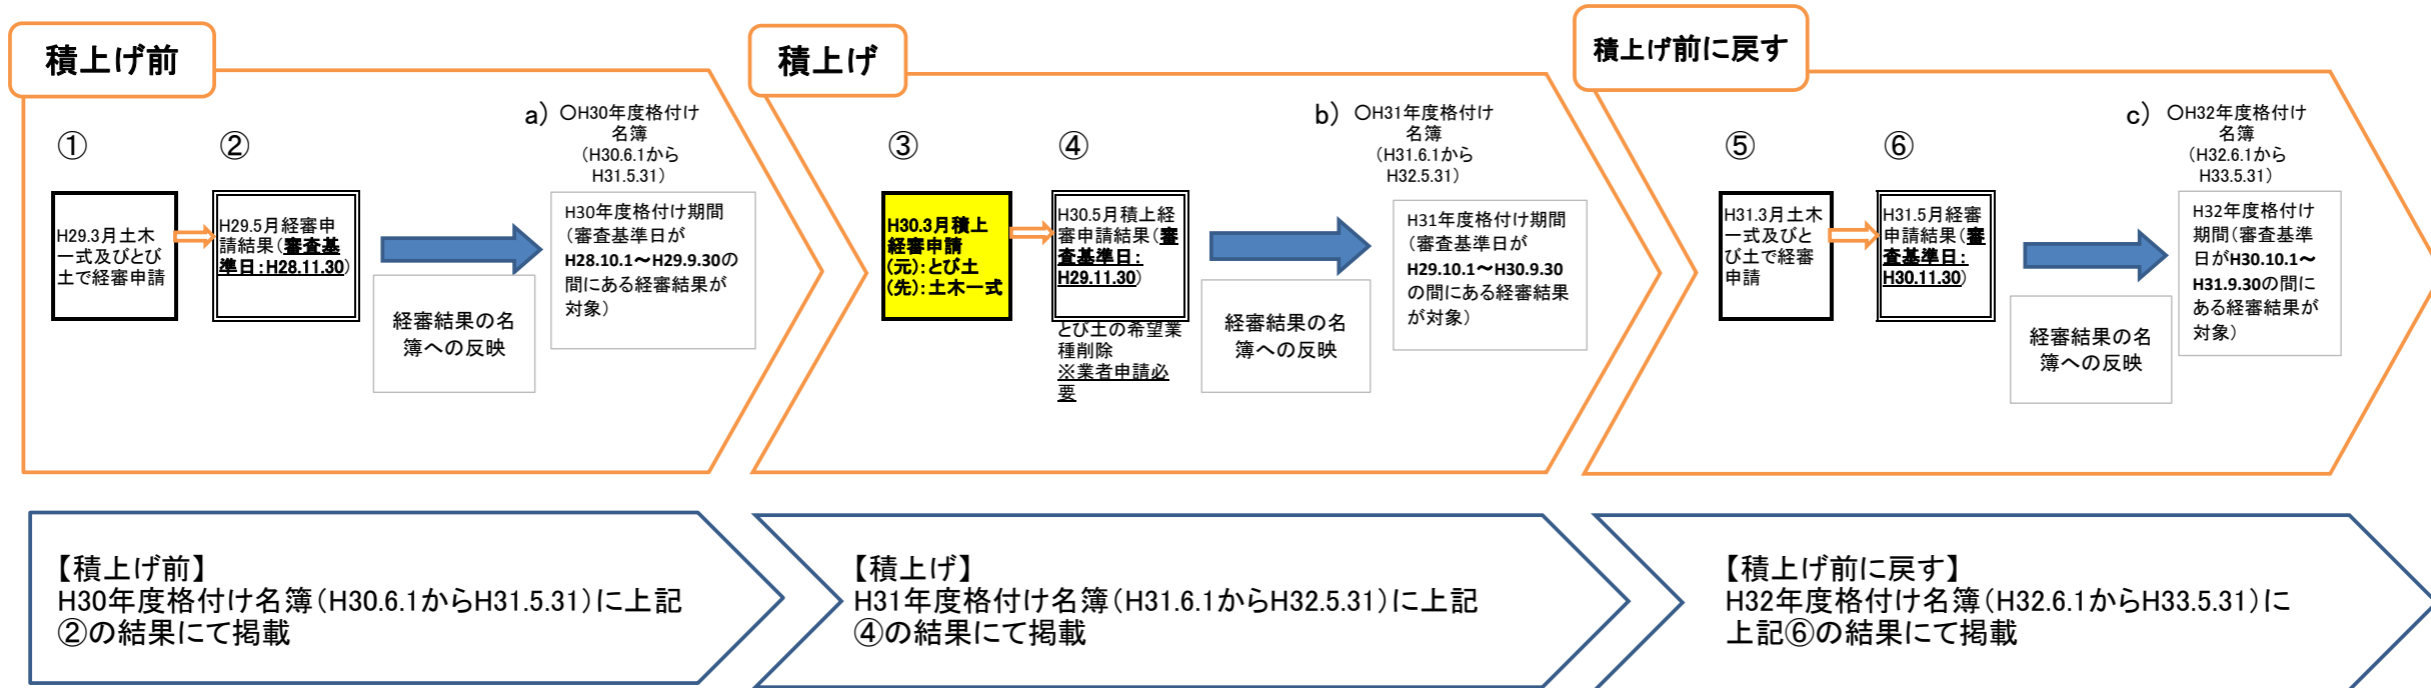 積上げ前
①
②
a）
〇H30年度格付け
名簿
（H30.6.1から
H31.5.31）
H29.3月土木
一式及びとび
土で経審申請
H29.5月経審申
請結果（審査基
準日：H28.11.30）
経審結果の名
簿への反映
H30年度格付け期間
（審査基準日が
H28.10.1～H29.9.30の
間にある経審結果が
対象）
積上げ
③
④
b）
〇H31年度格付け
名簿
（H31.6.1から
H32.5.31）
H30.3月積上
経審申請
（元）：とび土
（先）：土木一式
H30.5月積上経
審申請結果（審
査基準日：
H29.11.30）
とび土の希望業
種削除
※業者申請必
要
経審結果の名
簿への反映
H31年度格付け期間
（審査基準日が
H29.10.1～H30.9.30
の間にある経審結果
が対象）
積上げ前に戻す
⑤
⑥
c）
〇H32年度格付け
名簿
（H32.6.1から
H33.5.31）
H31.3月土木
一式及びと
び土で経審
申請
H31.5月経審
申請結果（審
査基準日：
H30.11.30）
経審結果の名
簿への反映
H32年度格付け
期間（審査基準
日がH30.10.1～
H31.9.30の間に
ある経審結果が
対象）
【積上げ前】
H30年度格付け名簿（H30.6.1からH31.5.31）に上記
②の結果にて掲載
【積上げ】
H31年度格付け名簿（H31.6.1からH32.5.31）に上記
④の結果にて掲載
【積上げ前に戻す】
H32年度格付け名簿（H32.6.1からH33.5.31）に
上記⑥の結果にて掲載